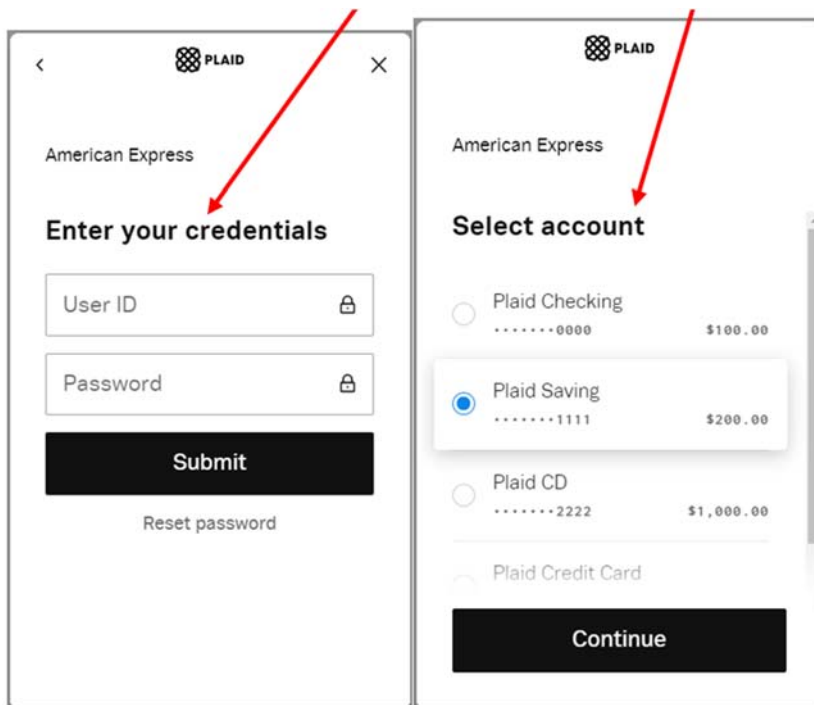 PLAID
American Express
Enter your credentials
User ID
Password
Submit
Reset password
PLAID
American Express
Select account
Plaid Checking
·······0000 $100.00
Plaid Saving
·······1111 $200.00
Plaid CD
·······2222 $1,000.00
Plaid Credit Card
Continue